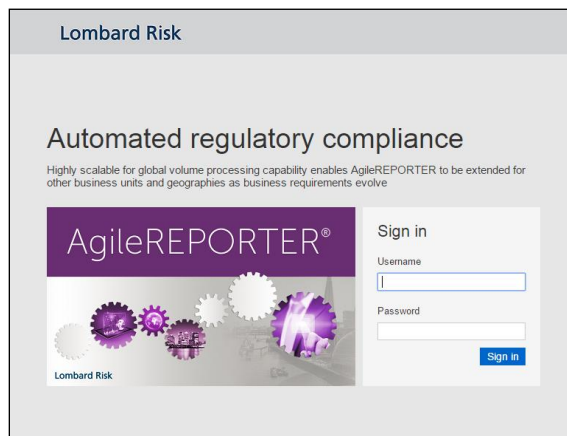 Lombard Risk
Automated regulatory compliance
Highly scalable for global volume processing capability enables AgileREPORTER to be extended for
other business units and geographies as business requirements evolve
AgileREPORTER®
Lombard Risk
Sign in
Username
Password
Sign in